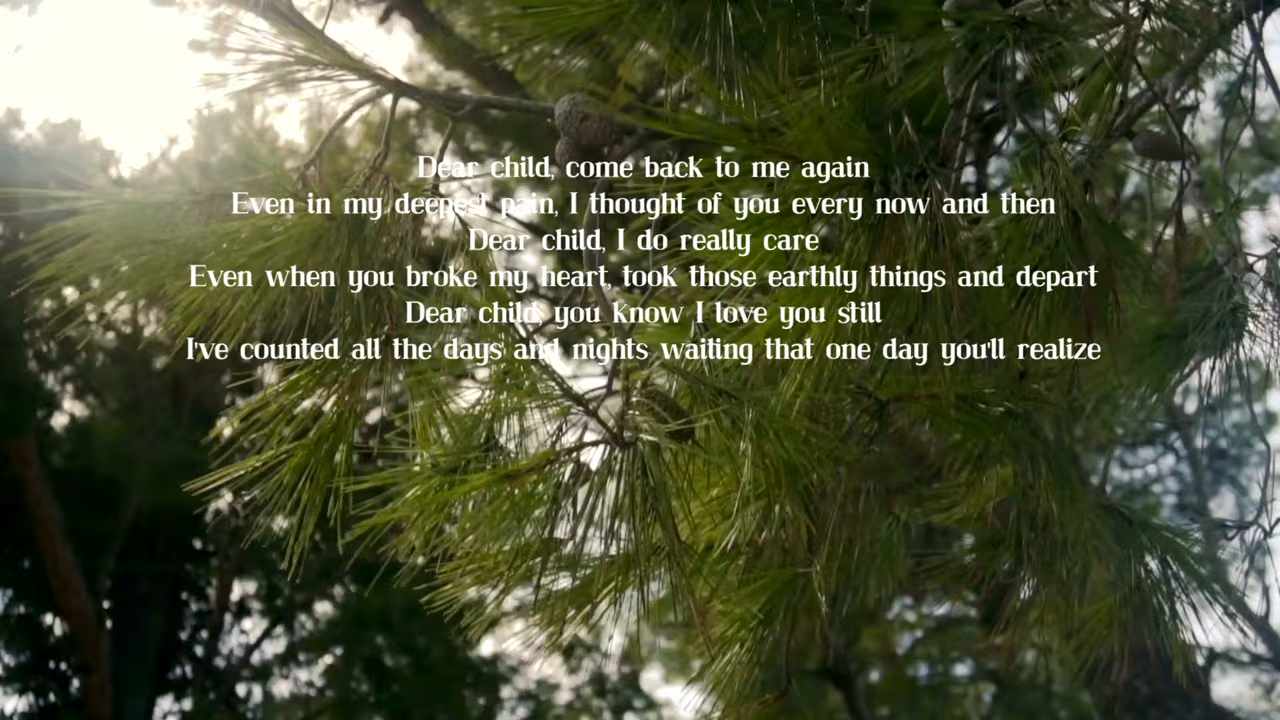 Dear child, come back to me again
Even in my deepest pain, I thought of you every now and then
Dear child, I do really care
Even when you broke my heart, took those earthly things and depart
Dear child, you know I love you still
I've counted all the days and nights waiting that one day you'll realize